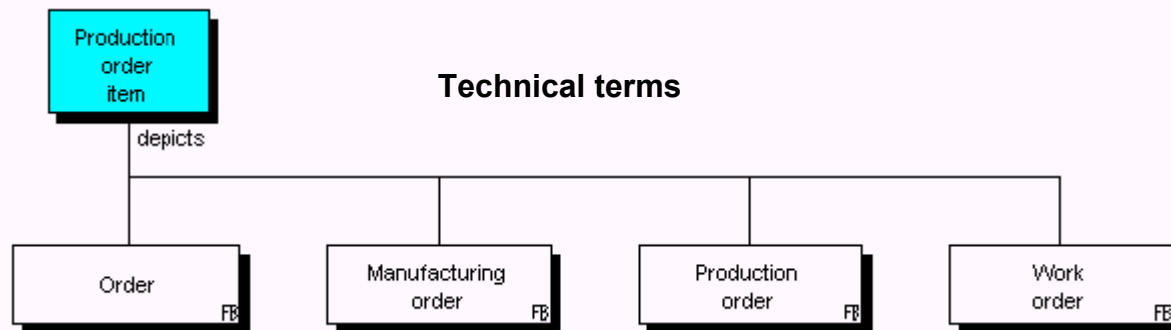 Production
order
item
Technical terms
depicts
Order
FB
Manufacturing
order
FB
Production
order
FB
Work
order
FB